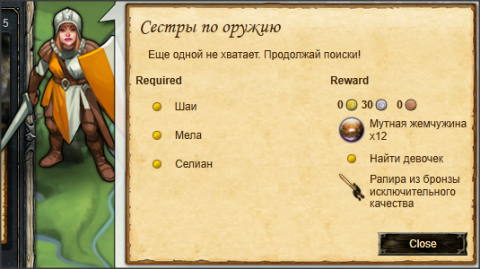 5
Сестры по оружию
Еще одной не хватает. Продолжай поиски!
Required
Reward
Шаи
0 30 0
Мела
Мутная жемчужина
x12
Селиан
Найти девочек
Рапира из бронзы
исключительного
качества
Close